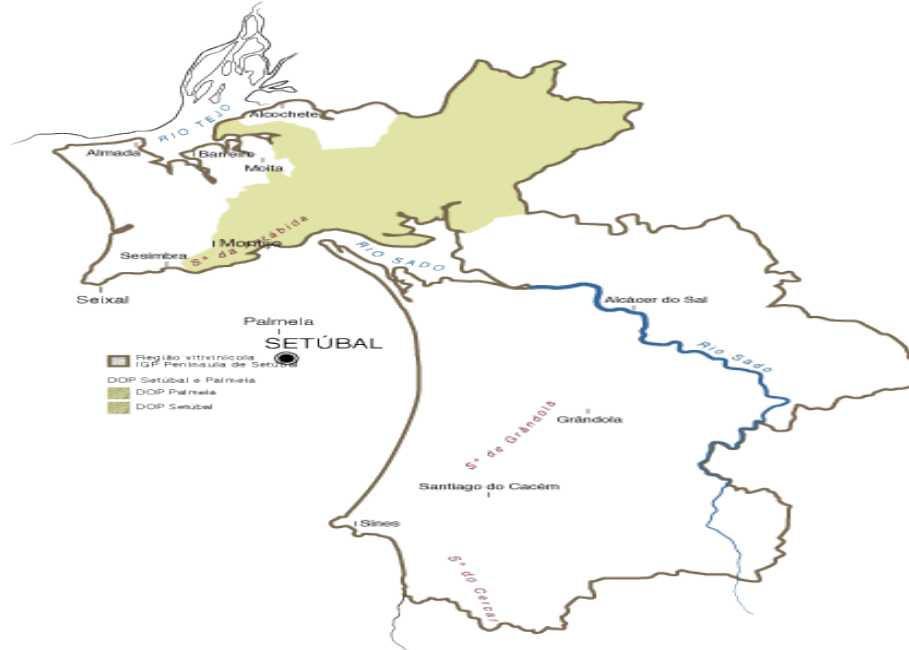 RIO TEJO
Alcochete
Almada
Barreiro
Moita
Sª da Arrábida
Montijo
Sesimbra
RIO SADO
Seixal
Alcácer do Sal
Palmela
SETÚBAL
Rio Sado
Região vitivinícola
IGP Península de Setúbal
DOP Setúbal e Palmela
DOP Palmela
DOP Setúbal
Sª de Grândola
Grândola
Santiago do Cacém
Sines
Sª do Cercal